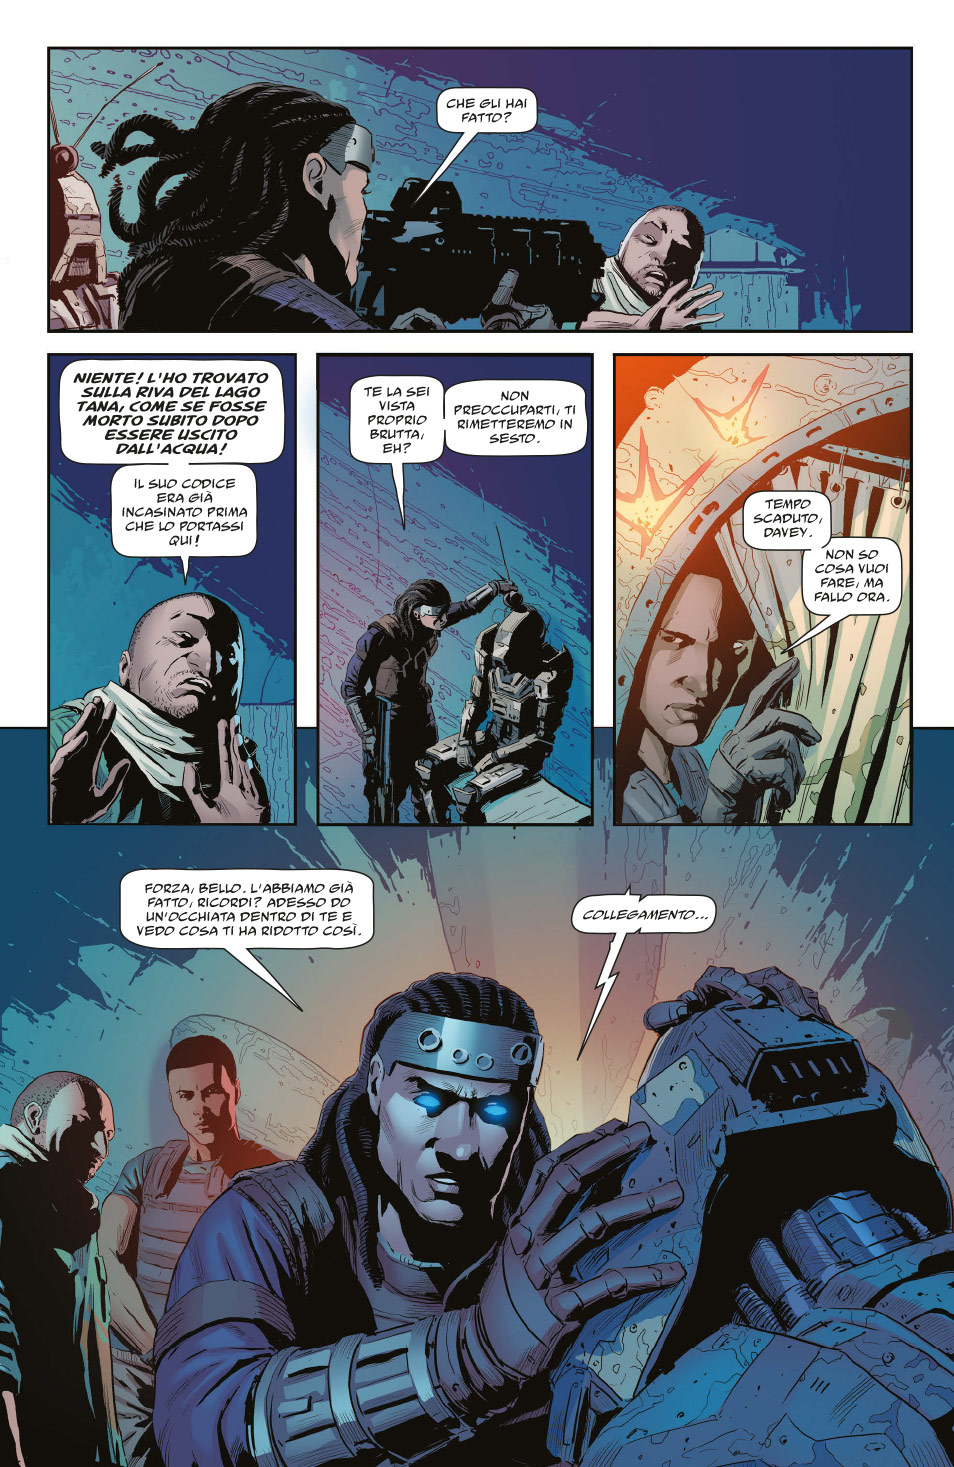 CHE GLI HAI
FATTO?
NIENTE! L'HO TROVATO
SULLA RIVA DEL LAGO
TANA, COME SE FOSSE
MORTO SUBITO DOPO
ESSERE USCITO
DALL'ACQUA!
IL SUO CODICE
ERA GIÀ
INCASINATO PRIMA
CHE LO PORTASSI
QUI!
TE LA SEI
VISTA
PROPRIO
BRUTTA,
EH?
NON
PREOCCUPARTI, TI
RIMETTEREMO IN
SESTO.
TEMPO
SCADUTO,
DAVEY.
NON SO
COSA VUOI
FARE, MA
FALLO ORA.
FORZA, BELLO. L'ABBIAMO GIÀ
FATTO, RICORDI? ADESSO DO
UN'OCCHIATA DENTRO DI TE E
VEDO COSA TI HA RIDOTTO COSÌ.
COLLEGAMENTO...